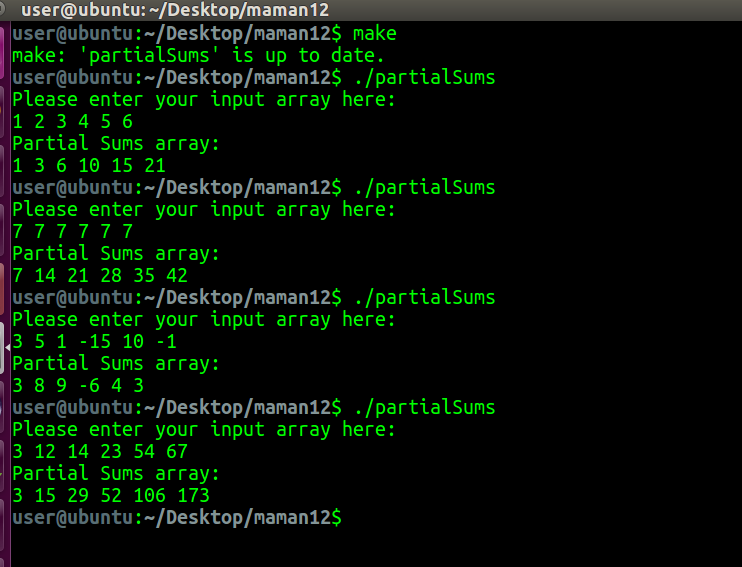 user@ubuntu: ~/Desktop/maman12
user@ubuntu:~/Desktop/maman12$ make
make: 'partialSums' is up to date.
user@ubuntu:~/Desktop/maman12$ ./partialSums
Please enter your input array here:
1 2 3 4 5 6
Partial Sums array:
1 3 6 10 15 21
user@ubuntu:~/Desktop/maman12$ ./partialSums
Please enter your input array here:
7 7 7 7 7 7
Partial Sums array:
7 14 21 28 35 42
user@ubuntu:~/Desktop/maman12$ ./partialSums
Please enter your input array here:
3 5 1 -15 10 -1
Partial Sums array:
3 8 9 -6 4 3
user@ubuntu:~/Desktop/maman12$ ./partialSums
Please enter your input array here:
3 12 14 23 54 67
Partial Sums array:
3 15 29 52 106 173
user@ubuntu:~/Desktop/maman12$